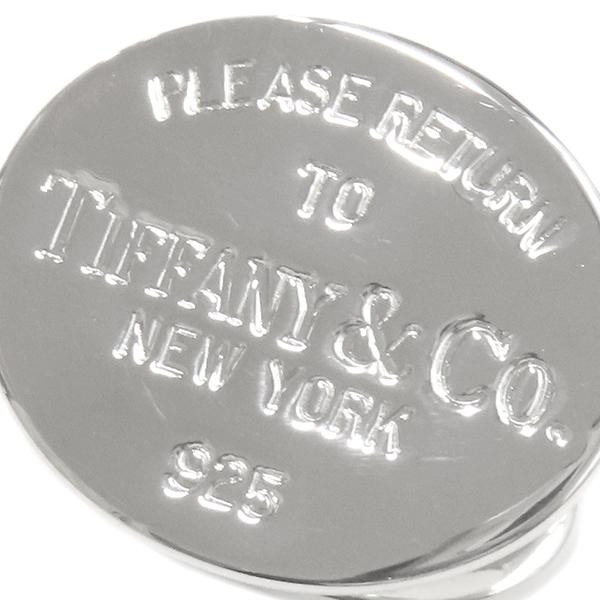 PLEASE RETURN
TO
TIFFANY & CO.
NEW YORK
925